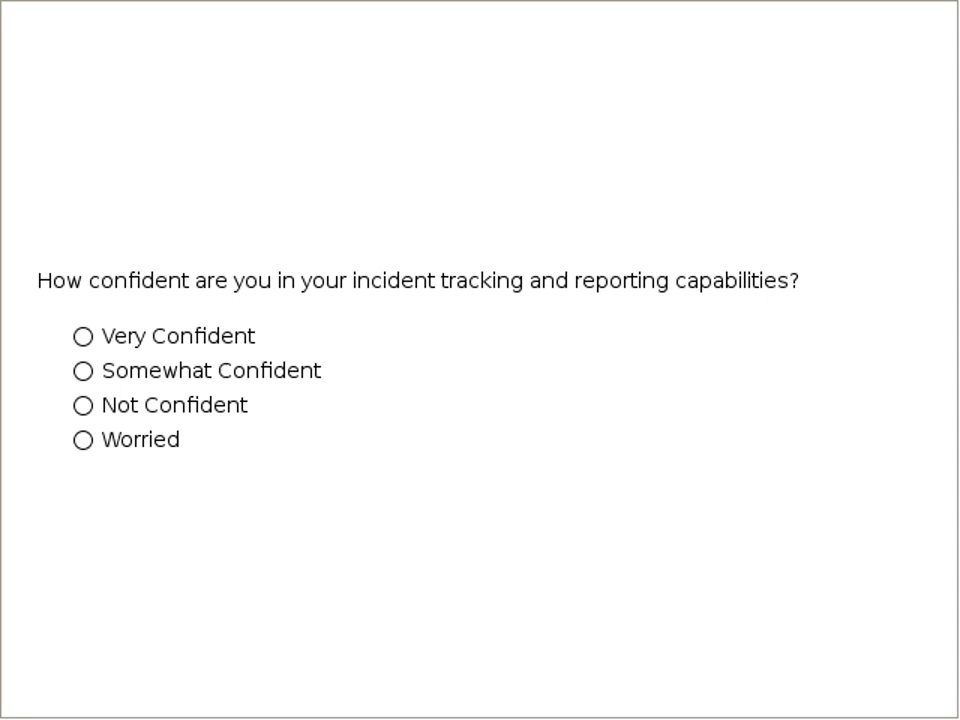 How confident are you in your incident tracking and reporting capabilities?
Very Confident
Somewhat Confident
Not Confident
Worried